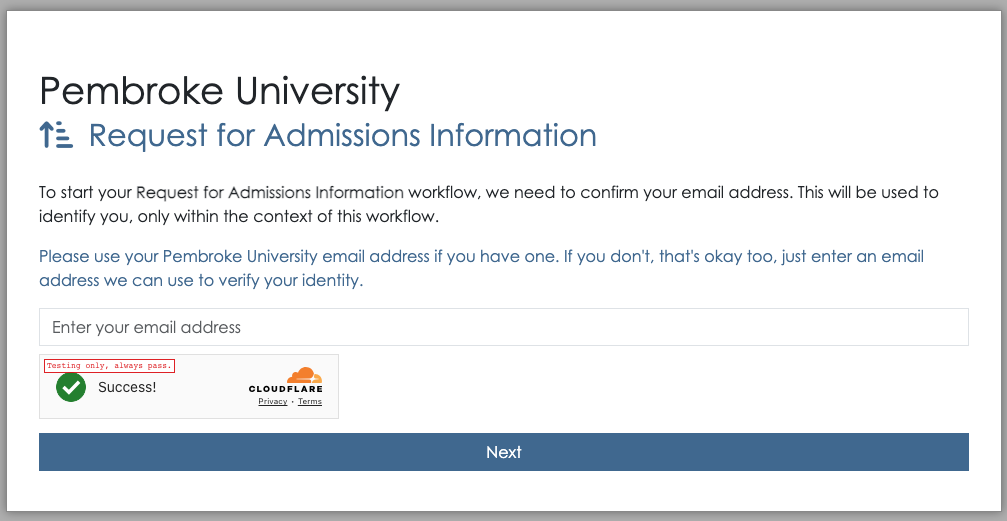 Pembroke University
Request for Admissions Information
To start your Request for Admissions Information workflow, we need to confirm your email address. This will be used to
identify you, only within the context of this workflow.
Please use your Pembroke University email address if you have one. If you don't, that's okay too, just enter an email
address we can use to verify your identity.
Enter your email address
Testing only, always pass.
Success!
CLOUDFLARE
Privacy • Terms
Next